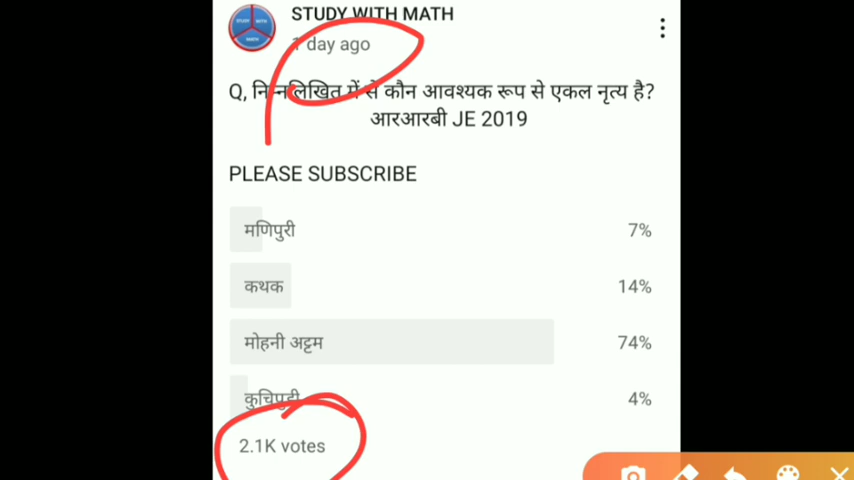 STUDY WITH MATH
1 day ago
Q, निम्नलिखित में से कौन आवश्यक रूप से एकल नृत्य है?
आरआरबी JE 2019
PLEASE SUBSCRIBE
मणिपुरी 7%
कथक 14%
मोहनी अट्टम 74%
कुचिपुड़ी 4%
2.1K votes